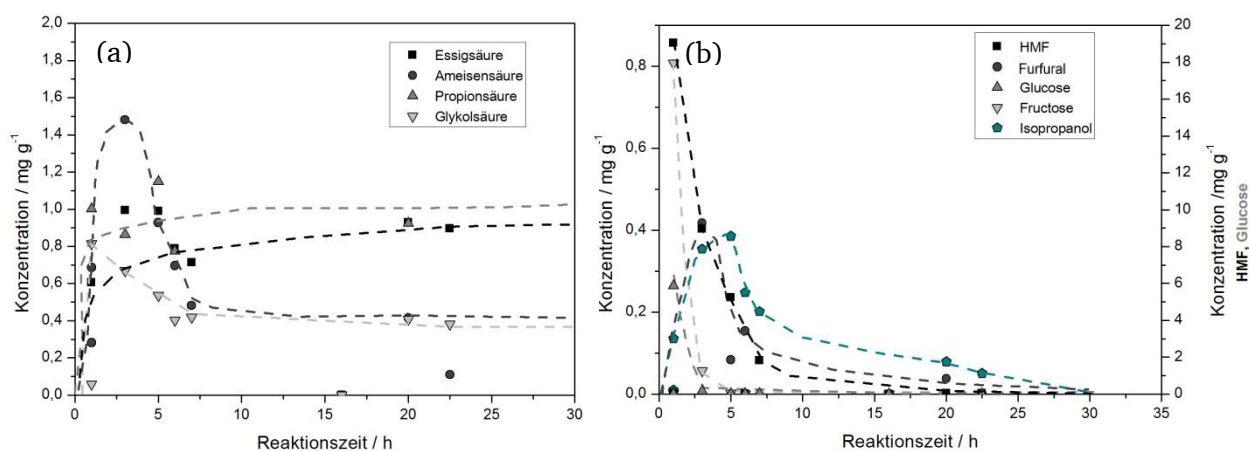 (a)
Konzentration / mg g⁻¹
2,0
1,8
1,6
1,4
1,2
1,0
0,8
0,6
0,4
0,2
0,0
Essigsäure
Ameisensäure
Propionsäure
Glykolsäure
0 5 10 15 20 25 30
Reaktionszeit / h
(b)
Konzentration / mg g⁻¹
0,8
0,6
0,4
0,2
0,0
HMF
Furfural
Glucose
Fructose
Isopropanol
20
18
16
14
12
10
8
6
4
2
0
Konzentration /mg g⁻¹
HMF, Glucose
0 5 10 15 20 25 30 35
Reaktionszeit / h